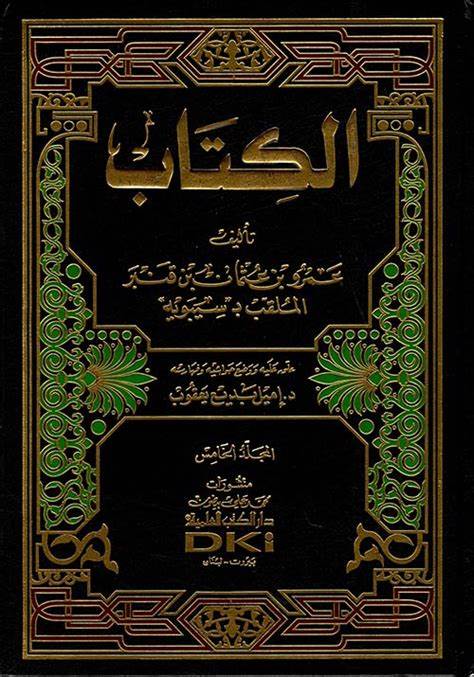 الكتاب
تأليف
عمرو بن عثمان بن قنبر
الملقب بـ "سيبويه"
علق عليه ووضع حواشيه وفهارسه
د. إميل بديع يعقوب
المجلد الخامس
منشورات
محمد علي بيضون
دار الكتب العلمية
DKi
بيروت - لبنان